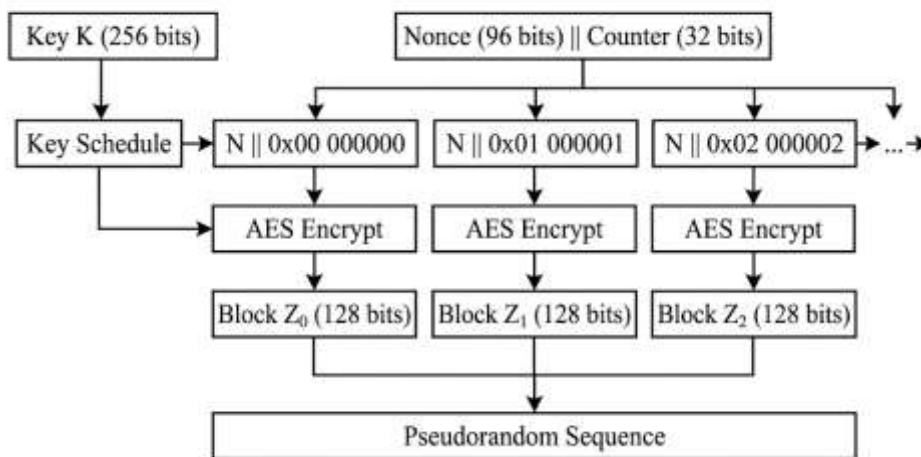 Key K (256 bits)
Nonce (96 bits) || Counter (32 bits)
Key Schedule
N || 0x00 000000
N || 0x01 000001
N || 0x02 000002
...
AES Encrypt
AES Encrypt
AES Encrypt
Block Z₀ (128 bits)
Block Z₁ (128 bits)
Block Z₂ (128 bits)
Pseudorandom Sequence